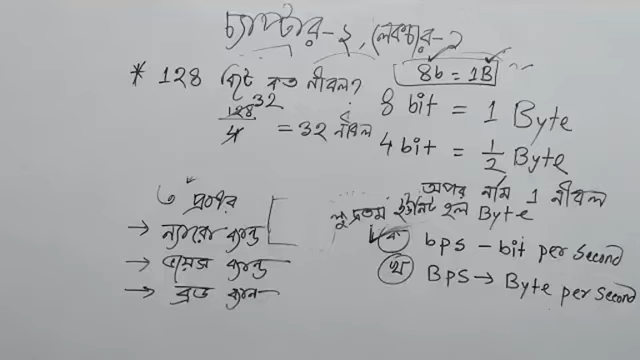 চ্যাপ্টার-২, লেকচার-২
* 128 বিটে কত নীবল?
8b = 1B
128 32
4 = 32 নীবল
8 bit = 1 Byte
4 bit = 1/2 Byte
অপর নাম 1 নীবল
৩ প্রকার
→ ন্যারো ব্যান্ড
→ ভয়েস ব্যান্ড
→ ব্রড ব্যান্ড
ক্ষুদ্রতম ইউনিট হল Byte
ক bps – bit per second
খ Bps → Byte per second